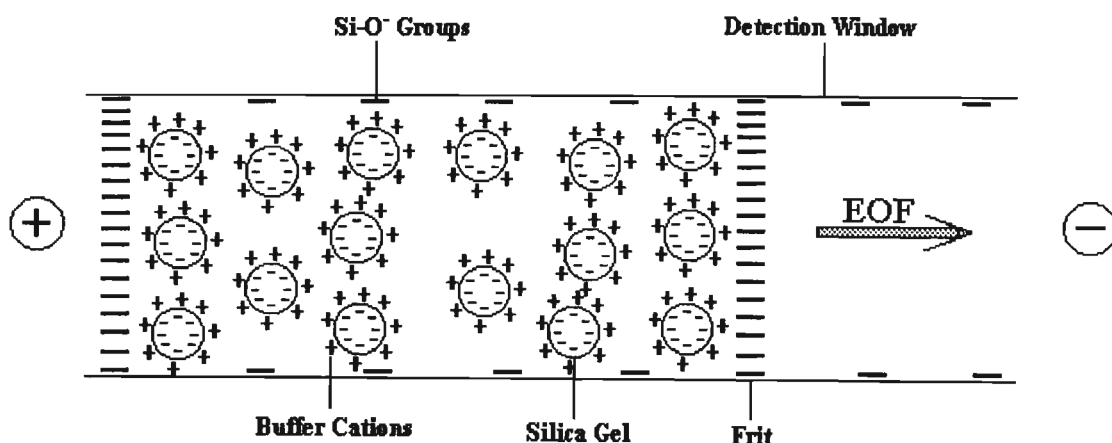 Si-O⁻ Groups
Detection Window
EOF
Buffer Cations
Silica Gel
Frit